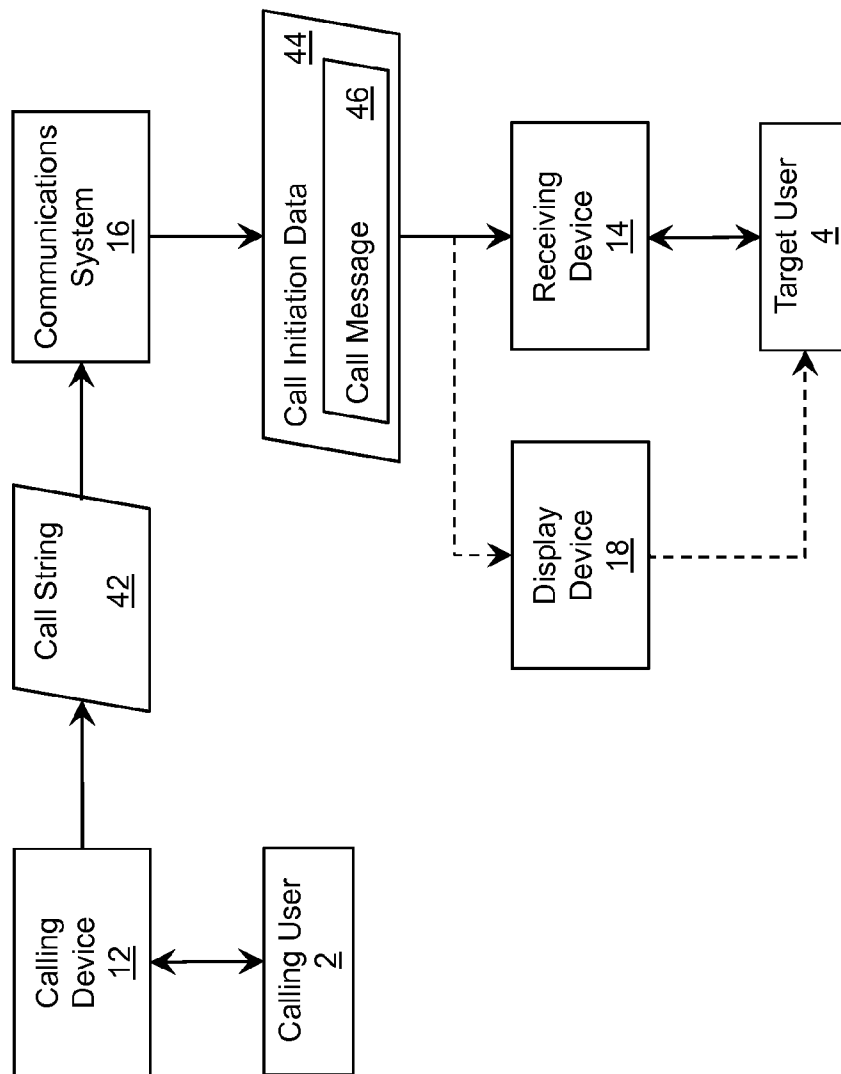 Calling
Device
12
Calling User
2
Call String
42
Communications
System
16
Call Initiation Data
44
Call Message
46
Display
Device
18
Receiving
Device
14
Target User
4